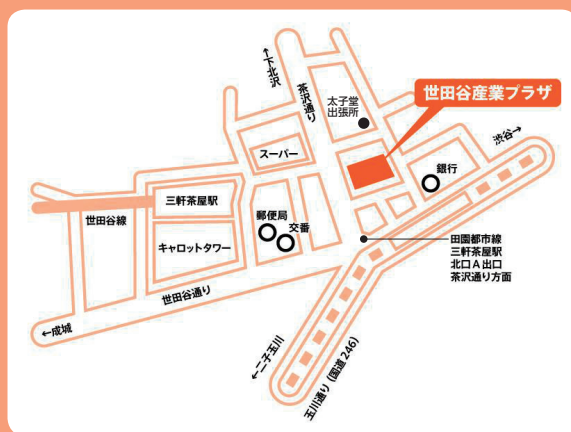 ←下北沢
茶沢通り
太子堂
出張所
世田谷産業プラザ
渋谷→
スーパー
銀行
三軒茶屋駅
世田谷線
郵便局
交番
キャロットタワー
田園都市線
三軒茶屋駅
北口A出口
茶沢通り方面
世田谷通り
←成城
←二子玉川
玉川通り(国道246)